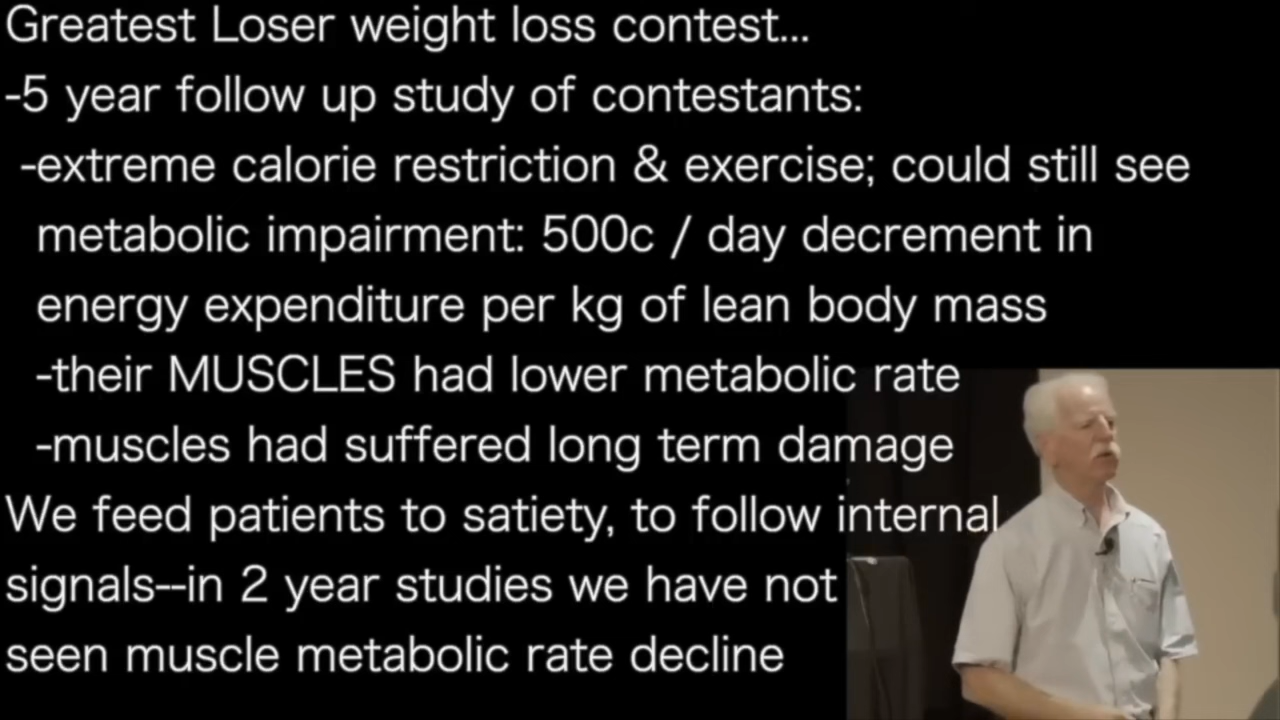 Greatest Loser weight loss contest...
-5 year follow up study of contestants:
-extreme calorie restriction & exercise; could still see
metabolic impairment: 500c / day decrement in
energy expenditure per kg of lean body mass
-their MUSCLES had lower metabolic rate
-muscles had suffered long term damage
We feed patients to satiety, to follow internal
signals--in 2 year studies we have not
seen muscle metabolic rate decline